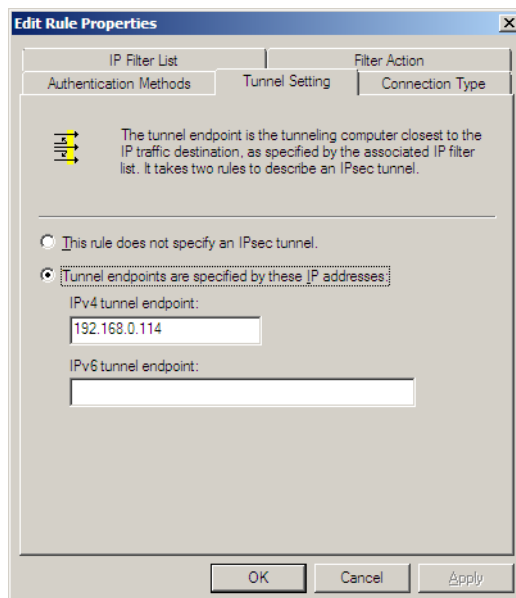 Edit Rule Properties
IP Filter List
Filter Action
Authentication Methods
Tunnel Setting
Connection Type
The tunnel endpoint is the tunneling computer closest to the
IP traffic destination, as specified by the associated IP filter
list. It takes two rules to describe an IPsec tunnel.
This rule does not specify an IPsec tunnel.
Tunnel endpoints are specified by these IP addresses:
IPv4 tunnel endpoint:
192.168.0.114
IPv6 tunnel endpoint:
OK
Cancel
Apply